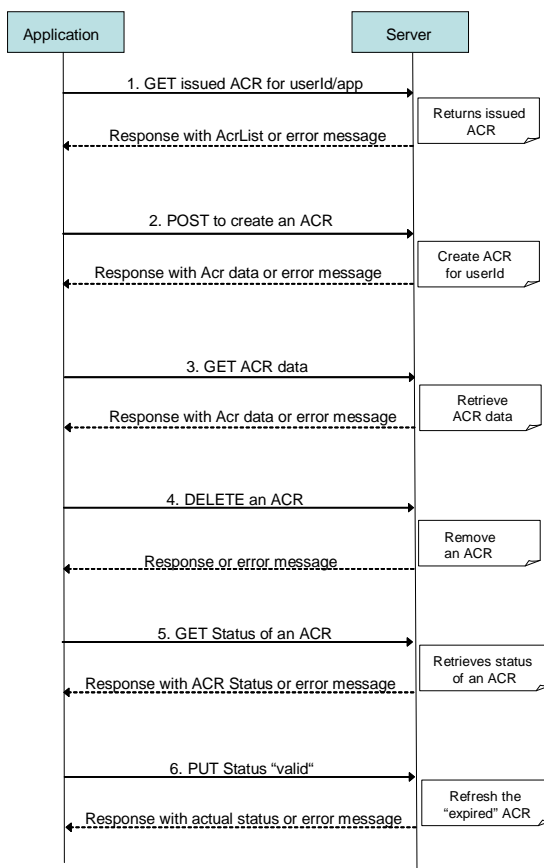 Application
Server
1. GET issued ACR for userId/app
Returns issued
ACR
Response with AcrList or error message
2. POST to create an ACR
Create ACR
for userId
Response with Acr data or error message
3. GET ACR data
Retrieve
ACR data
Response with Acr data or error message
4. DELETE an ACR
Remove
an ACR
Response or error message
5. GET Status of an ACR
Retrieves status
of an ACR
Response with ACR Status or error message
6. PUT Status “valid“
Refresh the
“expired” ACR
Response with actual status or error message